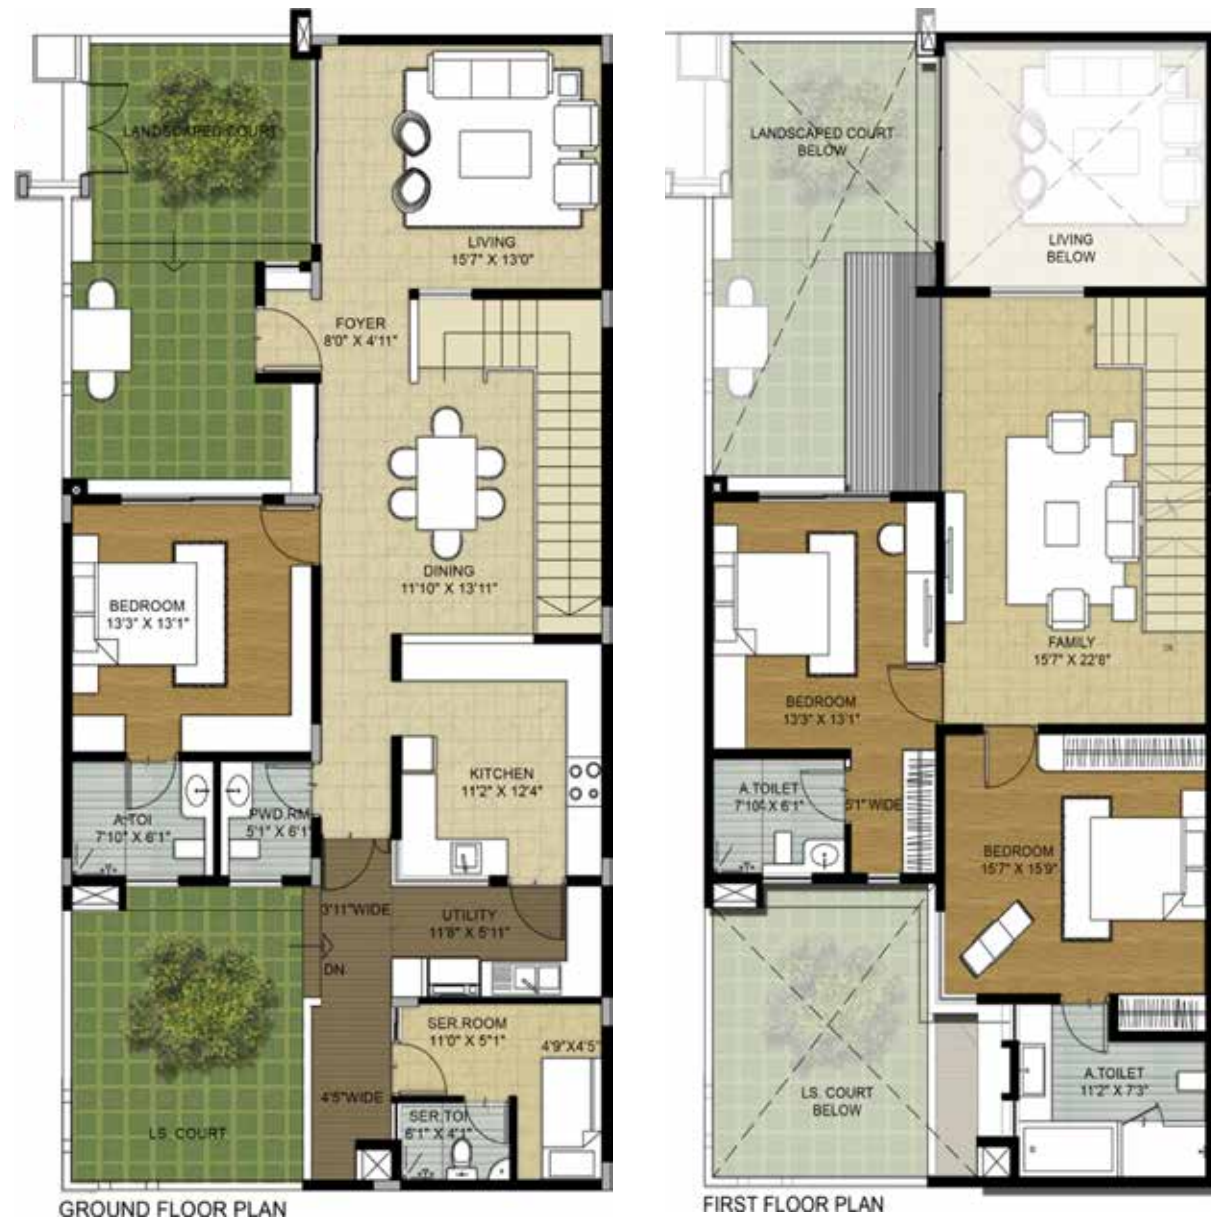 LANDSCAPED COURT
LIVING
15'7" X 13'0"
FOYER
8'0" X 4'11"
DINING
11'10" X 13'11"
BEDROOM
13'3" X 13'1"
KITCHEN
11'2" X 12'4"
A.TOI
7'10" X 6'1"
PWD.RM.
5'1" X 6'1"
3'11"WIDE
UTILITY
11'8" X 5'11"
DN
SER.ROOM
11'0" X 5'1"
4'9"X4'5"
4'5"WIDE
SER.TOI
6'1" X 4'1"
LS. COURT
GROUND FLOOR PLAN
LANDSCAPED COURT
BELOW
LIVING
BELOW
FAMILY
15'7" X 22'8"
BEDROOM
13'3" X 13'1"
A.TOILET
7'10" X 6'1"
5'1" WIDE
BEDROOM
15'7" X 15'9"
LS. COURT
BELOW
A.TOILET
11'2" X 7'3"
FIRST FLOOR PLAN